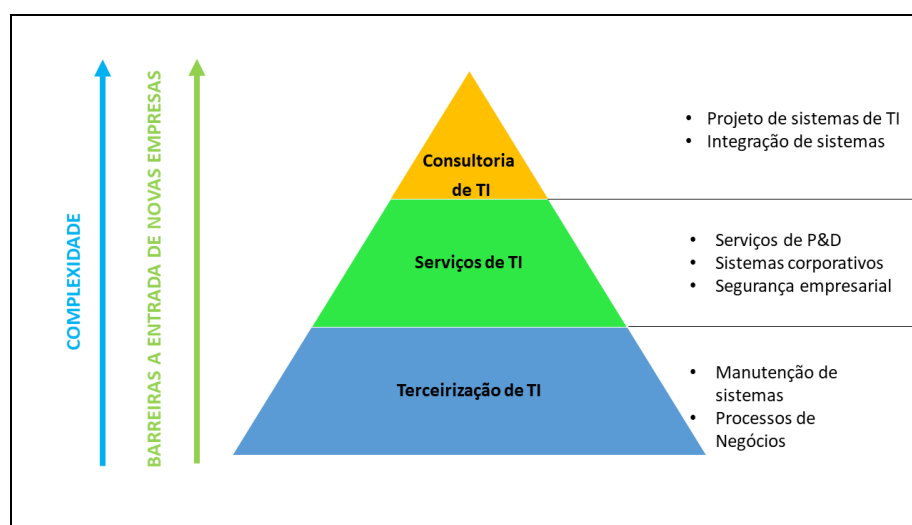 COMPLEXIDADE
BARREIRAS A ENTRADA DE NOVAS EMPRESAS
Consultoria
de TI
Serviços de TI
Terceirização de TI
• Projeto de sistemas de TI
• Integração de sistemas
• Serviços de P&D
• Sistemas corporativos
• Segurança empresarial
• Manutenção de
sistemas
• Processos de
Negócios